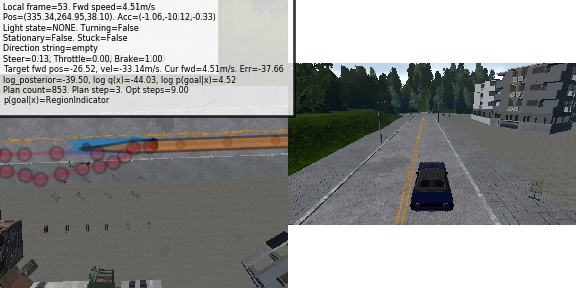 Local frame=53. Fwd speed=4.51m/s
Pos=(335.34,264.95,38.10). Acc=(-1.06,-10.12,-0.33)
Light state=NONE. Turning=False
Stationary=False. Stuck=False
Direction string=empty
Steer=0.13; Throttle=0.00; Brake=1.00
Target fwd pos=-26.52, vel=-33.14m/s. Cur fwd=4.51m/s. Err=-37.66
log_posterior=-39.50, log q(x)=-44.03, log p(goal|x)=4.52
Plan count=853. Plan step=3. Opt steps=9.00
p(goal|x)=RegionIndicator